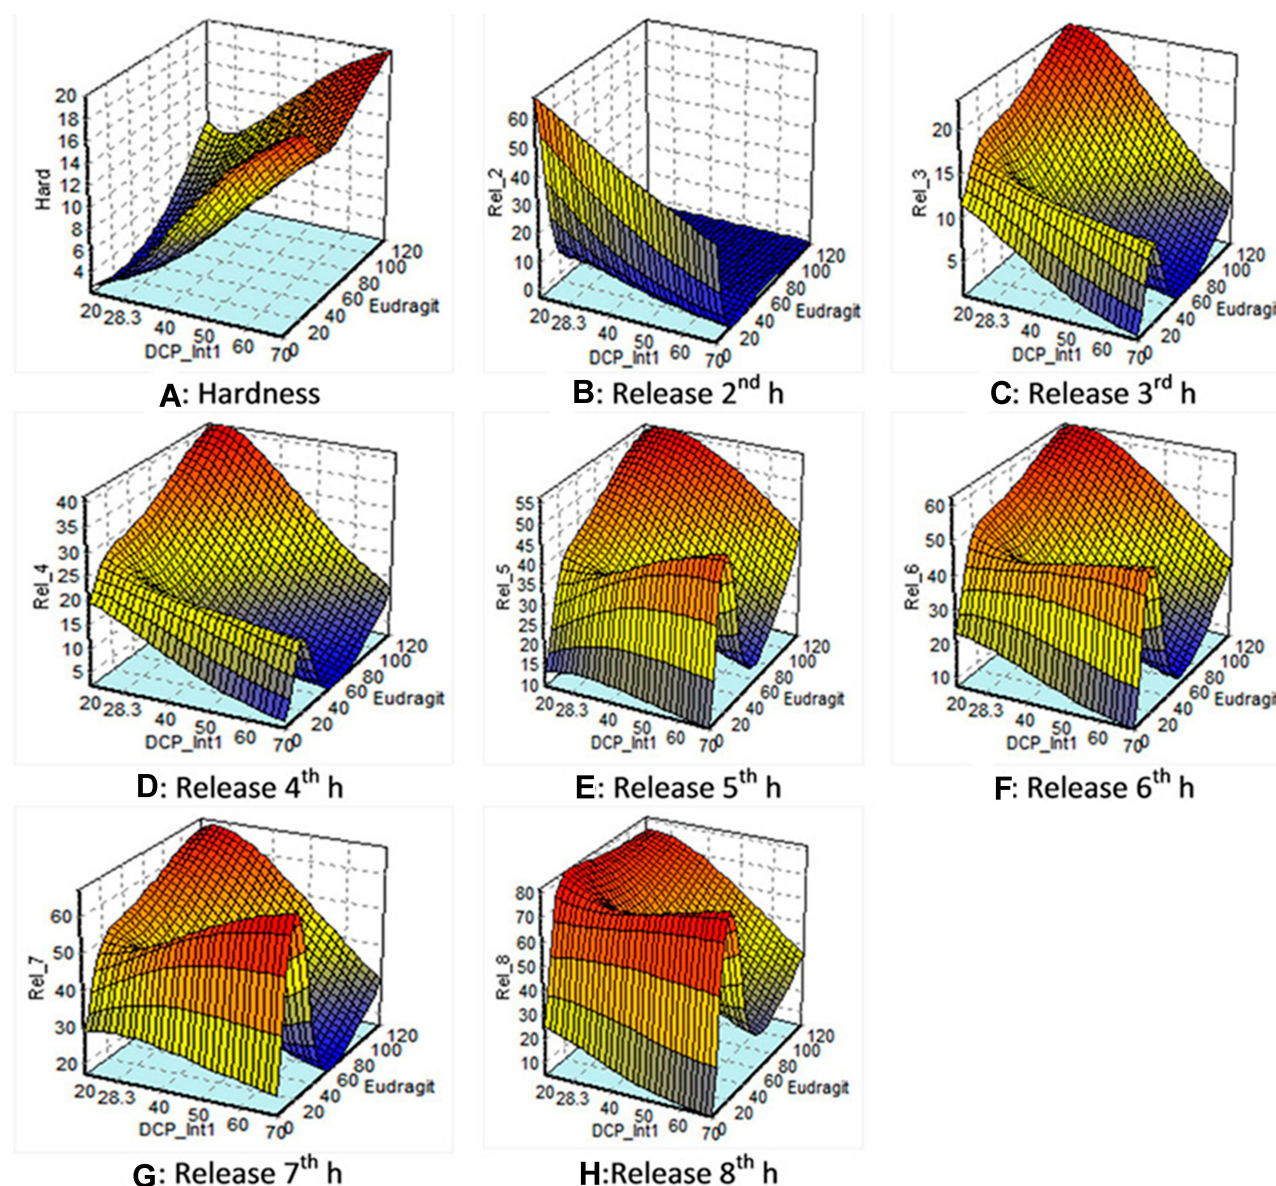 20
18
16
14
12
10
8
6
4
Hard
20 28.3 40 50 60 70
DCP_Int1
0 20 40 60 80 100 120
Eudragit
A: Hardness
60
50
40
30
20
10
0
Rel_2
20 28.3 40 50 60 70
DCP_Int1
0 20 40 60 80 100 120
Eudragit
B: Release 2nd h
20
15
10
5
Rel_3
20 28.3 40 50 60 70
DCP_Int1
0 20 40 60 80 100 120
Eudragit
C: Release 3rd h
40
35
30
25
20
15
10
5
Rel_4
20 28.3 40 50 60 70
DCP_Int1
0 20 40 60 80 100 120
Eudragit
D: Release 4th h
55
50
45
40
35
30
25
20
15
10
Rel_5
20 28.3 40 50 60 70
DCP_Int1
0 20 40 60 80 100 120
Eudragit
E: Release 5th h
60
50
40
30
20
10
Rel_6
20 28.3 40 50 60 70
DCP_Int1
0 20 40 60 80 100 120
Eudragit
F: Release 6th h
60
50
40
30
20
Rel_7
20 28.3 40 50 60 70
DCP_Int1
0 20 40 60 80 100 120
Eudragit
G: Release 7th h
80
70
60
50
40
30
20
10
Rel_8
20 28.3 40 50 60 70
DCP_Int1
0 20 40 60 80 100 120
Eudragit
H:Release 8th h